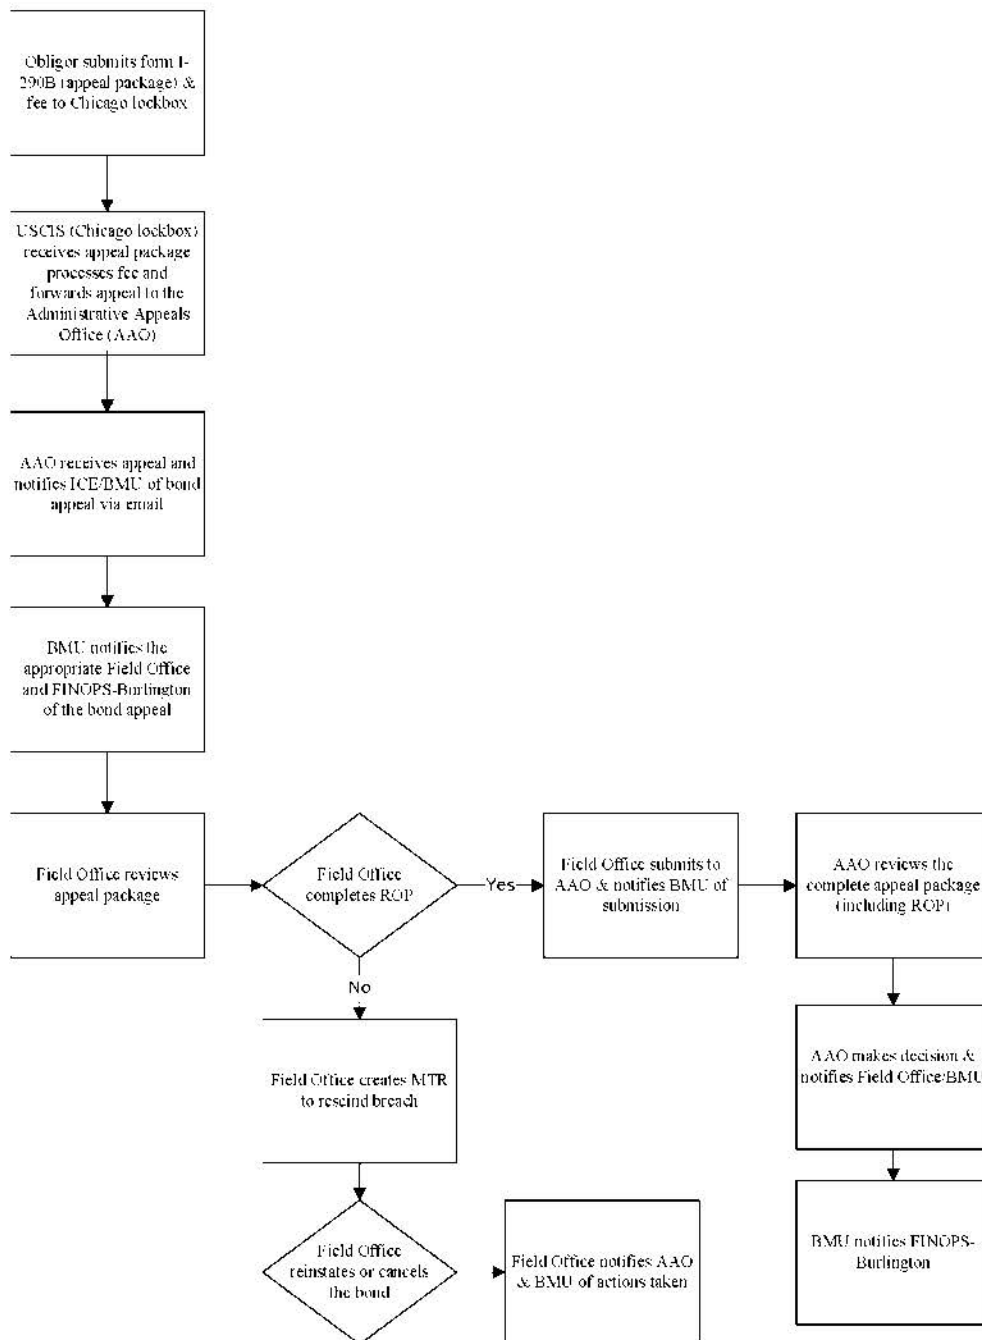 Obligor submits form I-
290B (appeal package) &
fee to Chicago lockbox
USCIS (Chicago lockbox)
receives appeal package
processes fee and
forwards appeal to the
Administrative Appeals
Office (AAO)
AAO receives appeal and
notifies ICE/BMU of bond
appeal via email
BMU notifies the
appropriate Field Office
and FINOPS-Burlington
of the bond appeal
Field Office reviews
appeal package
Field Office
completes ROP
Yes
Field Office submits to
AAO & notifies BMU of
submission
AAO reviews the
complete appeal package
(including ROP)
No
Field Office creates MTR
to rescind breach
AAO makes decision &
notifies Field Office/BMU
Field Office
reinstates or cancels
the bond
Field Office notifies AAO
& BMU of actions taken
BMU notifies FINOPS-
Burlington